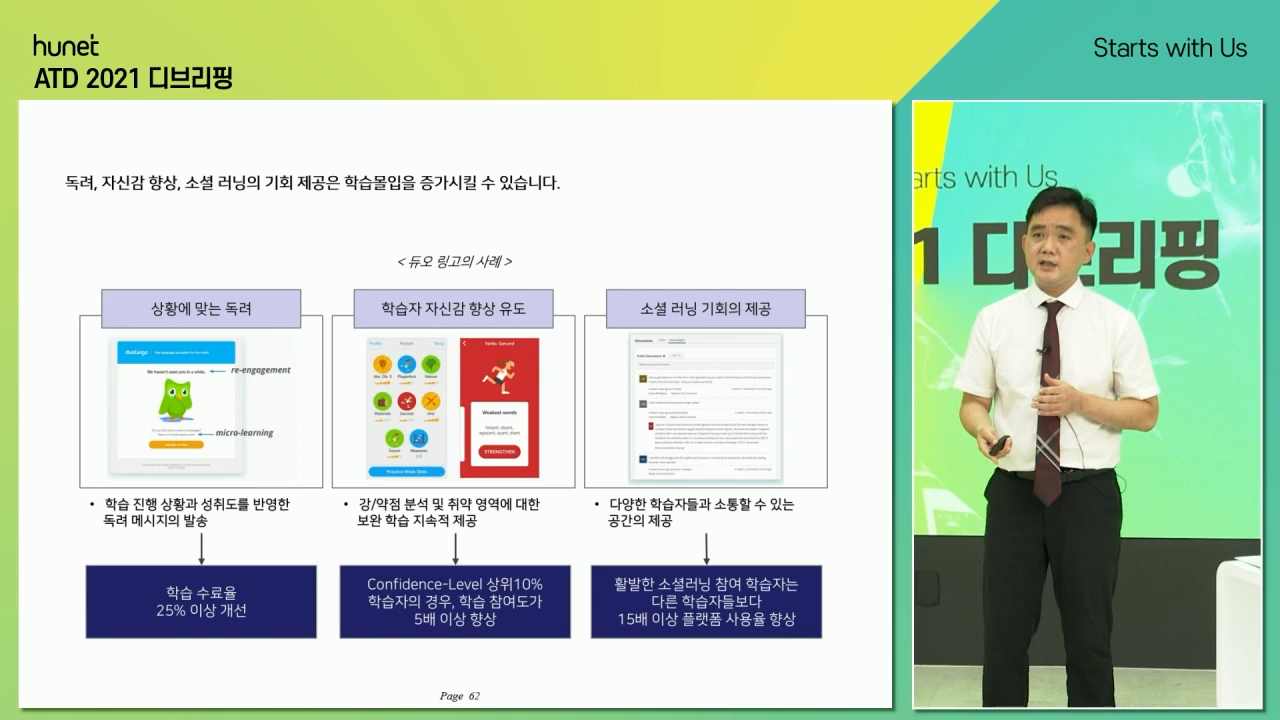 hunet
ATD 2021 디브리핑
Starts with Us
독려, 자신감 향상, 소셜 러닝의 기회 제공은 학습몰입을 증가시킬 수 있습니다.
< 듀오 링고의 사례 >
상황에 맞는 독려
duolingo
We haven't seen you in a while.
re-engagement
micro-learning
• 학습 진행 상황과 성취도를 반영한
독려 메시지의 발송
학습 수료율
25% 이상 개선
학습자 자신감 향상 유도
French
Shop
Verbs: Gerund
Weakest words
STRENGTHEN
Practice Weak Skills
• 강/약점 분석 및 취약 영역에 대한
보완 학습 지속적 제공
Confidence-Level 상위10%
학습자의 경우, 학습 참여도가
5배 이상 향상
소셜 러닝 기회의 제공
• 다양한 학습자들과 소통할 수 있는
공간의 제공
활발한 소셜러닝 참여 학습자는
다른 학습자들보다
15배 이상 플랫폼 사용율 향상
Page 62
arts with Us
1 디브리핑